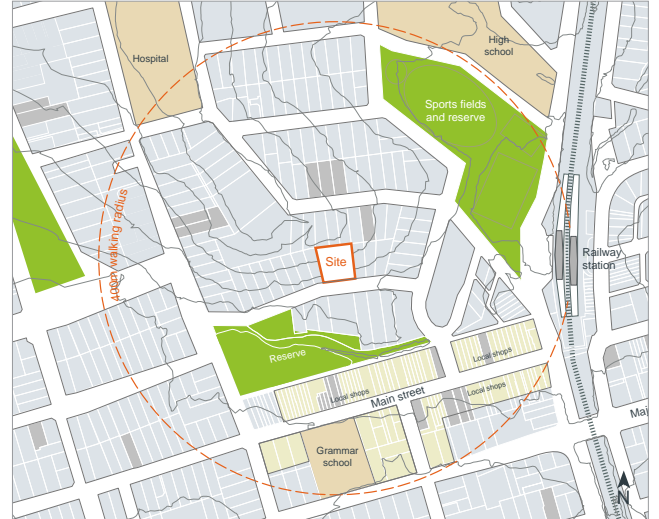 Hospital
High
school
Sports fields
and reserve
400m walking radius
Site
Railway
station
Reserve
Local shops
Local shops
Main street
Local shops
Grammar
school
Mai
N